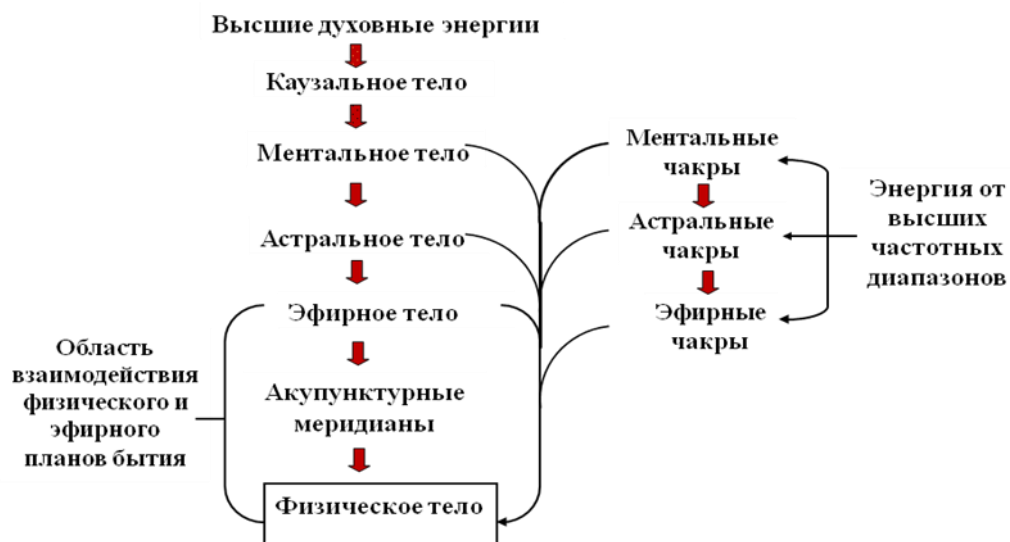 Высшие духовные энергии
Каузальное тело
Ментальное тело
Астральное тело
Эфирное тело
Акупунктурные
меридианы
Физическое тело
Ментальные
чакры
Астральные
чакры
Эфирные
чакры
Энергия от
высших
частотных
диапазонов
Область
взаимодействия
физического и
эфирного
планов бытия